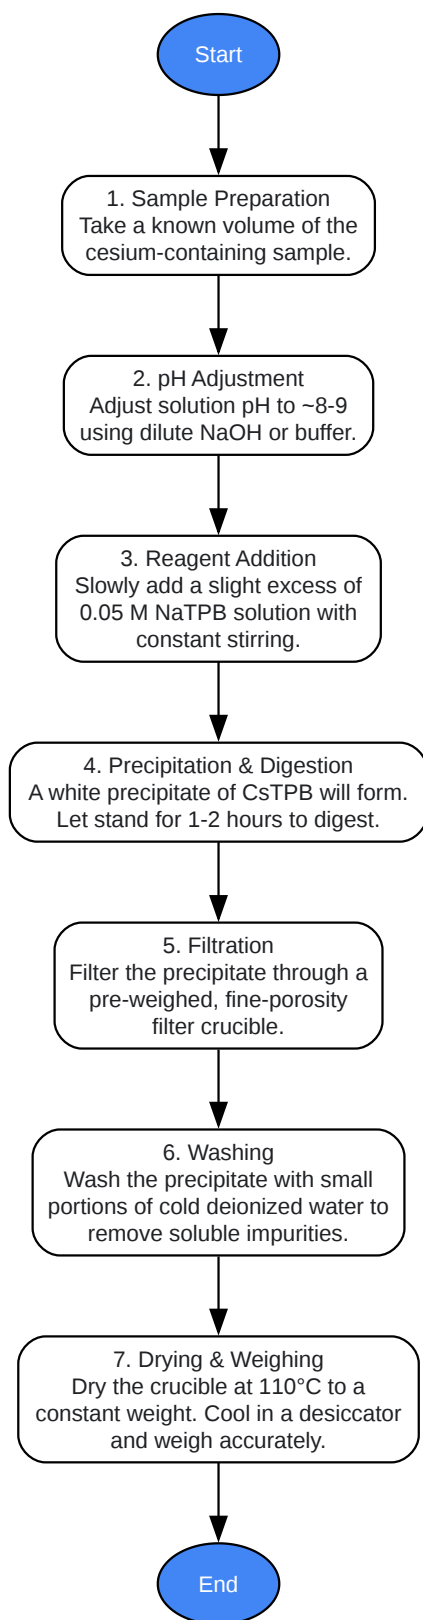 Start
1. Sample Preparation
Take a known volume of the
cesium-containing sample.
2. pH Adjustment
Adjust solution pH to ~8-9
using dilute NaOH or buffer.
3. Reagent Addition
Slowly add a slight excess of
0.05 M NaTPB solution with
constant stirring.
4. Precipitation & Digestion
A white precipitate of CsTPB will form.
Let stand for 1-2 hours to digest.
5. Filtration
Filter the precipitate through a
pre-weighed, fine-porosity
filter crucible.
6. Washing
Wash the precipitate with small
portions of cold deionized water to
remove soluble impurities.
7. Drying & Weighing
Dry the crucible at 110°C to a
constant weight. Cool in a desiccator
and weigh accurately.
End